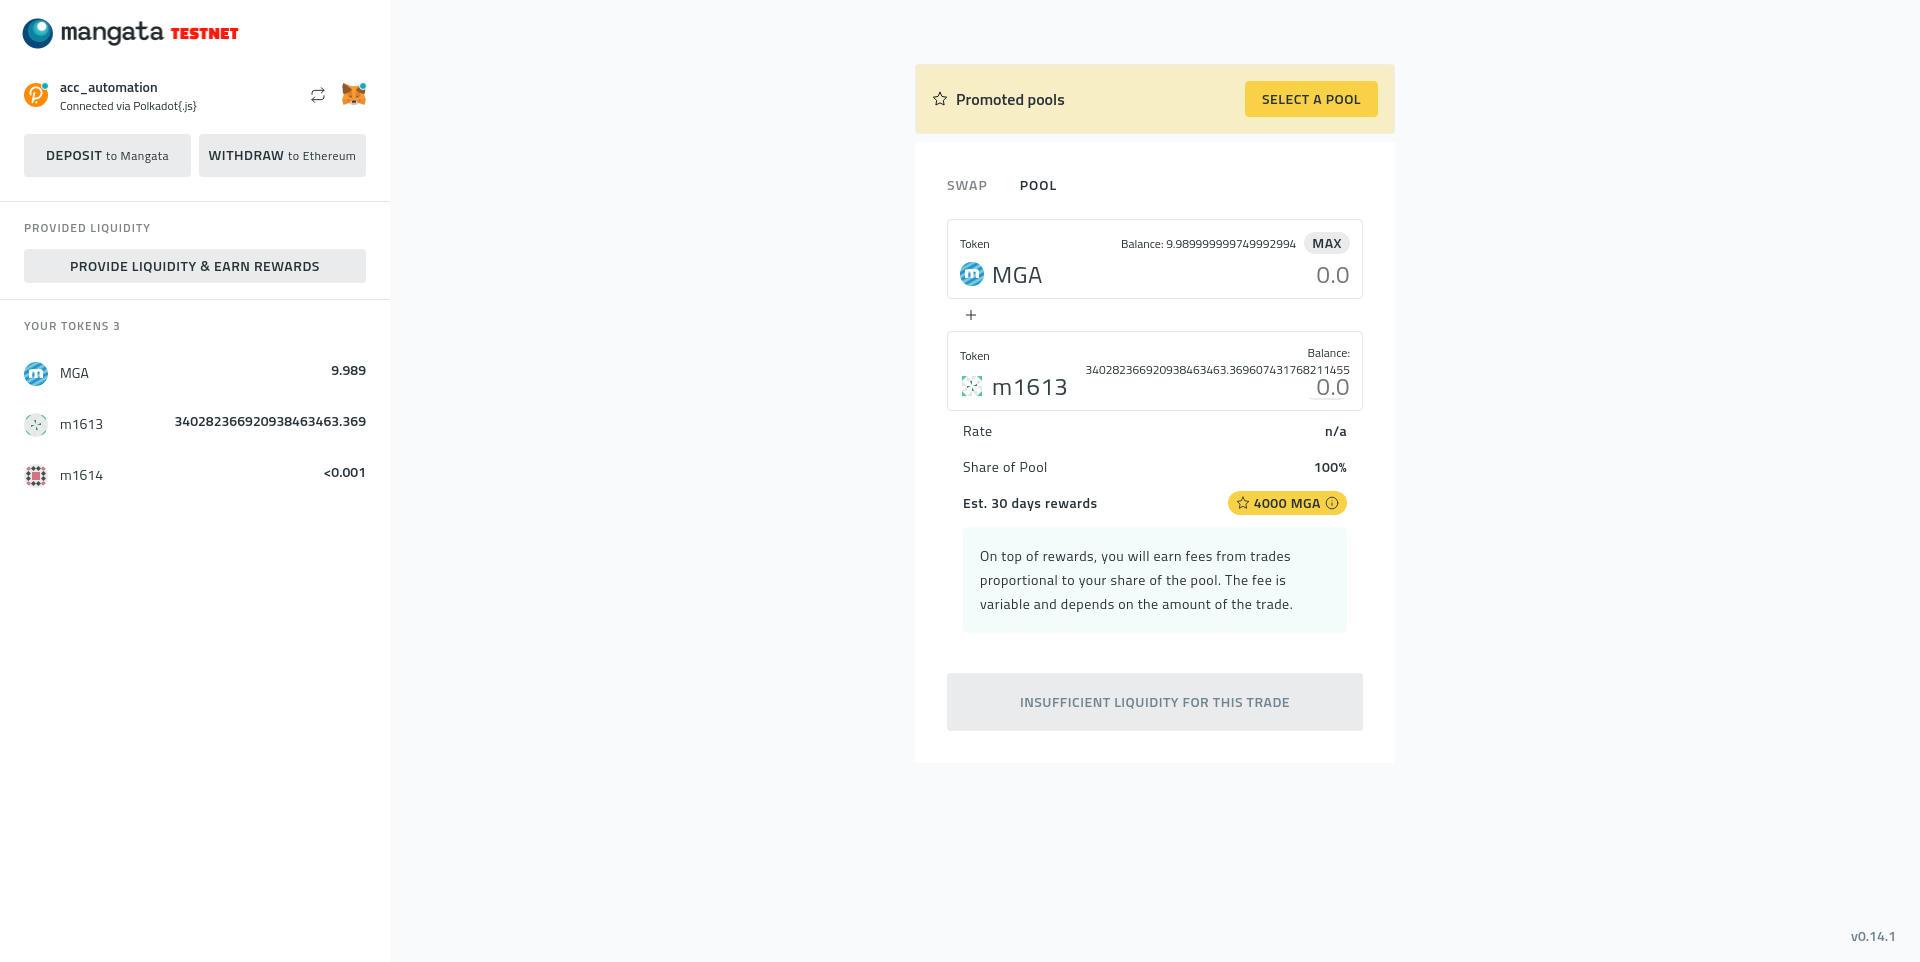 mangata TESTNET
acc_automation
Connected via Polkadot{.js}
DEPOSIT to Mangata
WITHDRAW to Ethereum
PROVIDED LIQUIDITY
PROVIDE LIQUIDITY & EARN REWARDS
YOUR TOKENS 3
MGA 9.989
m1613 340282366920938463463.369
m1614 <0.001
Promoted pools
SELECT A POOL
SWAP POOL
Token Balance: 9.989999999749992994 MAX
MGA 0.0
+
Token Balance:
340282366920938463463.369607431768211455
m1613 0.0
Rate n/a
Share of Pool 100%
Est. 30 days rewards 4000 MGA
On top of rewards, you will earn fees from trades
proportional to your share of the pool. The fee is
variable and depends on the amount of the trade.
INSUFFICIENT LIQUIDITY FOR THIS TRADE
v0.14.1